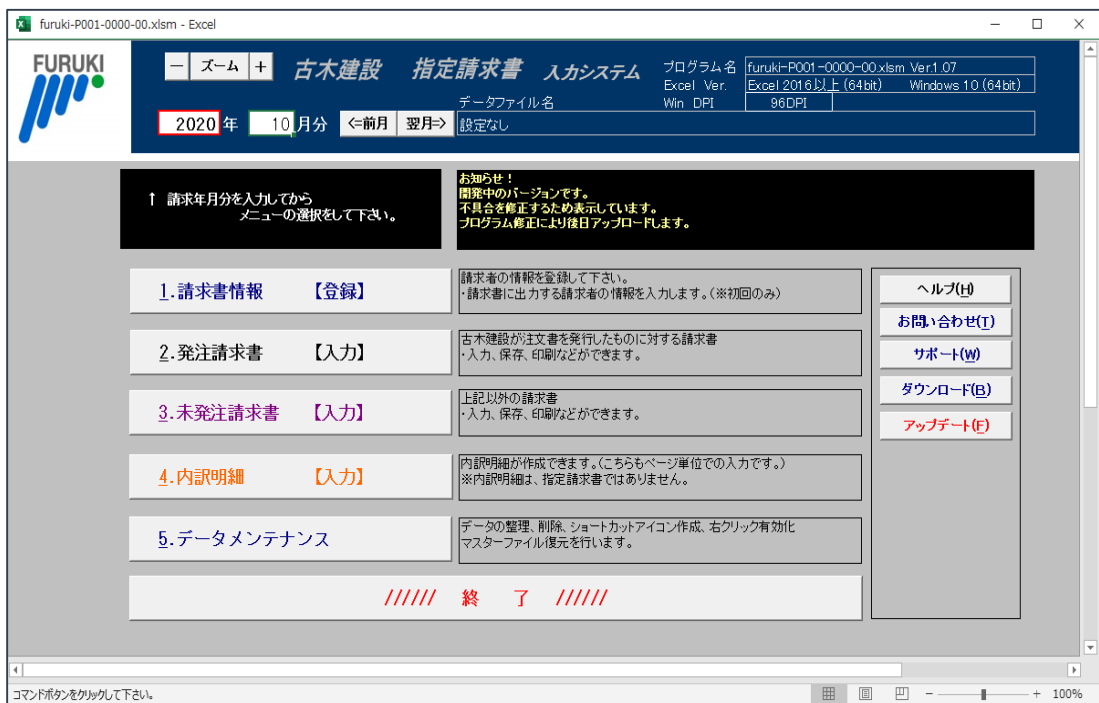 furuki-P001-0000-00.xlsm - Excel
FURUKI
－ ズーム ＋ 古木建設 指定請求書 入力システム
プログラム名 furuki-P001-0000-00.xlsm Ver.1.07
Excel Ver. Excel 2016以上 (64bit) Windows 10 (64bit)
Win DPI 96DPI
データファイル名
2020 年 10 月分 <=前月 翌月=> 設定なし
↑ 請求年月分を入力してから
メニューの選択をして下さい。
お知らせ！
開発中のバージョンです。
不具合を修正するため表示しています。
プログラム修正により後日アップロードします。
1.請求書情報 【登録】
請求者の情報を登録して下さい。
・請求書に出力する請求者の情報を入力します。（※初回のみ）
2.発注請求書 【入力】
古木建設が注文書を発行したものに対する請求書
・入力、保存、印刷などができます。
3.未発注請求書 【入力】
上記以外の請求書
・入力、保存、印刷などができます。
4.内訳明細 【入力】
内訳明細が作成できます。（こちらもページ単位での入力です。）
※内訳明細は、指定請求書ではありません。
5.データメンテナンス
データの整理、削除、ショートカットアイコン作成、右クリック有効化
マスターファイル復元を行います。
////// 終 了 //////
ヘルプ(H)
お問い合わせ(T)
サポート(W)
ダウンロード(B)
アップデート(F)
コマンドボタンをクリックして下さい。
100%